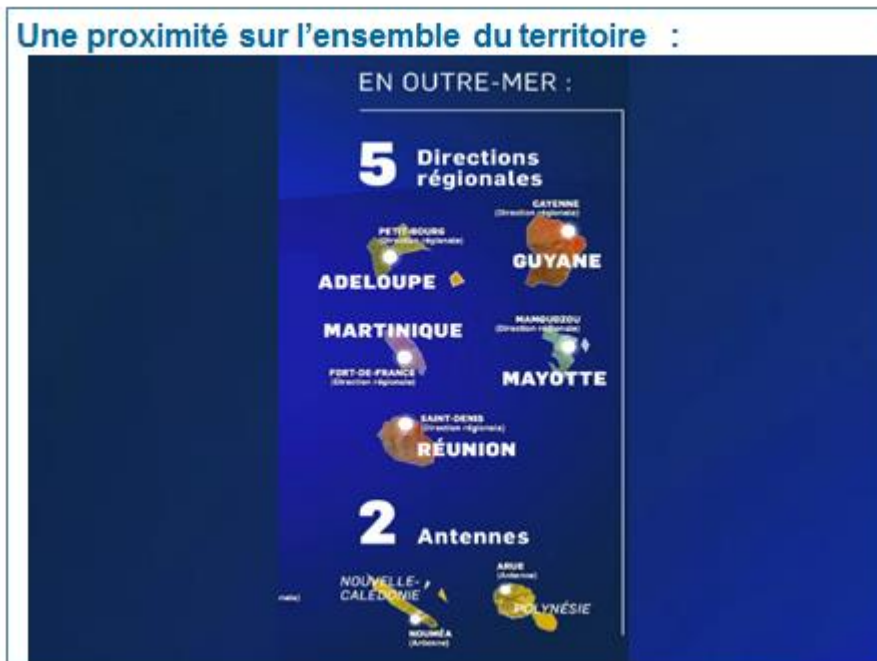 Une proximité sur l'ensemble du territoire :
EN OUTRE-MER :
5 Directions
régionales
PETIT-BOURG
(Direction régionale)
ADELOUPE
CAYENNE
(Direction régionale)
GUYANE
MARTINIQUE
FORT-DE-FRANCE
(Direction régionale)
MAMOUDZOU
(Direction régionale)
MAYOTTE
SAINT-DENIS
(Direction régionale)
RÉUNION
2 Antennes
NOUVELLE-
CALÉDONIE
nale)
NOUMÉA
(Antenne)
ARUE
(Antenne)
POLYNÉSIE